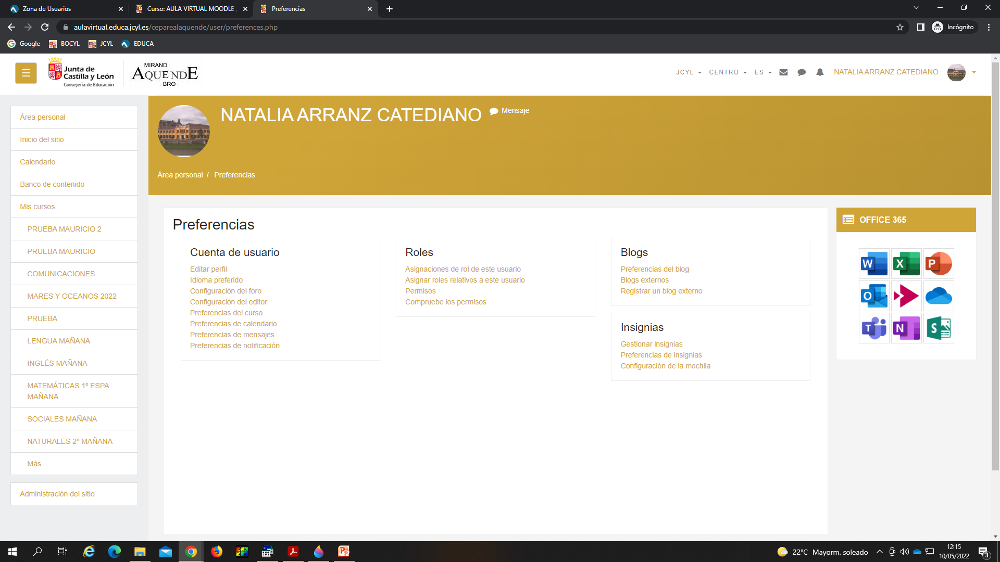 Zona de Usuarios
Curso: AULA VIRTUAL MOODLE
Preferencias
aulavirtual.educa.jcyl.es/ceparealaquende/user/preferences.php
Incógnito
Google
BOCYL
JCYL
EDUCA
Junta de
Castilla y León
Consejería de Educación
MIRAND
AQUENDE
BRO
JCYL
CENTRO
ES
NATALIA ARRANZ CATEDIANO
NATALIA ARRANZ CATEDIANO
Mensaje
Área personal / Preferencias
Área personal
Inicio del sitio
Calendario
Banco de contenido
Mis cursos
PRUEBA MAURICIO 2
PRUEBA MAURICIO
COMUNICACIONES
MARES Y OCEANOS 2022
PRUEBA
LENGUA MAÑANA
INGLÉS MAÑANA
MATEMÁTICAS 1º ESPA
MAÑANA
SOCIALES MAÑANA
NATURALES 2º MAÑANA
Más ...
Administración del sitio
Preferencias
Cuenta de usuario
Editar perfil
Idioma preferido
Configuración del foro
Configuración del editor
Preferencias del curso
Preferencias de calendario
Preferencias de mensajes
Preferencias de notificación
Roles
Asignaciones de rol de este usuario
Asignar roles relativos a este usuario
Permisos
Compruebe los permisos
Blogs
Preferencias del blog
Blogs externos
Registrar un blog externo
Insignias
Gestionar insignias
Preferencias de insignias
Configuración de la mochila
OFFICE 365
W
X
P
O
T
N
S
22°C Mayorm. soleado
12:15
10/05/2022
3